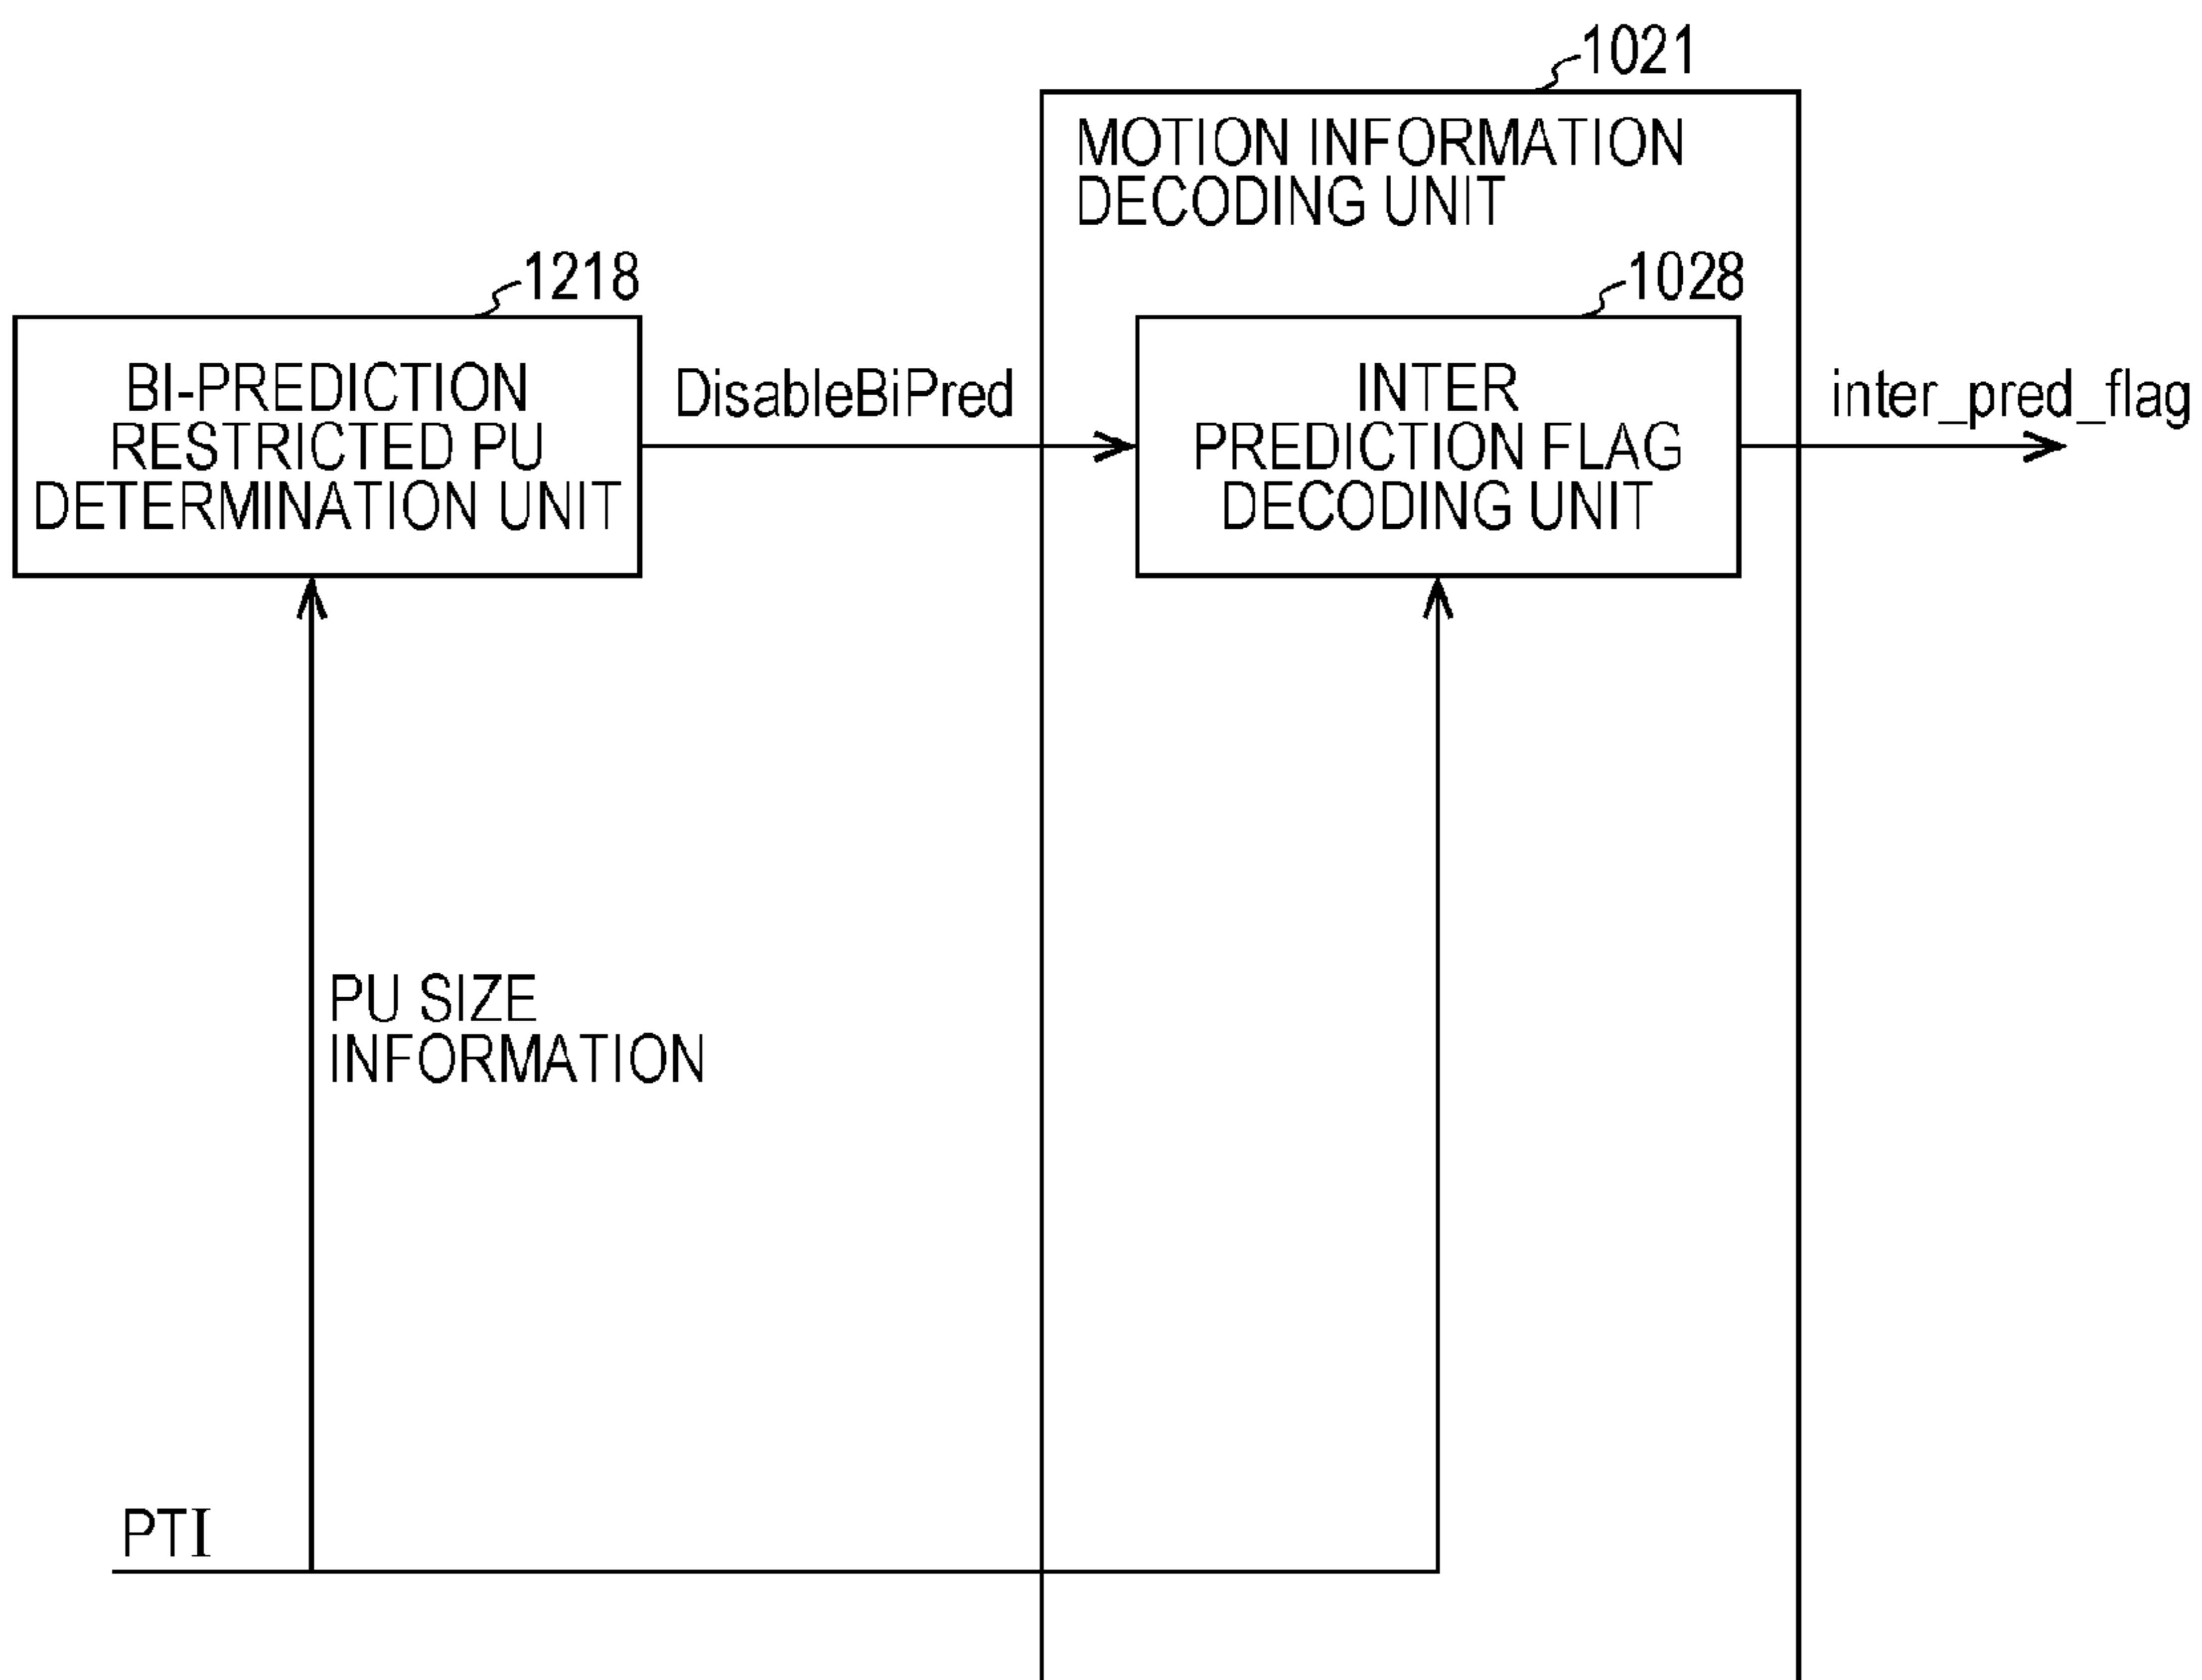 1021
MOTION INFORMATION
DECODING UNIT
1218
1028
BI-PREDICTION
RESTRICTED PU
DETERMINATION UNIT
DisableBiPred
INTER
PREDICTION FLAG
DECODING UNIT
inter_pred_flag
PU SIZE
INFORMATION
PTI